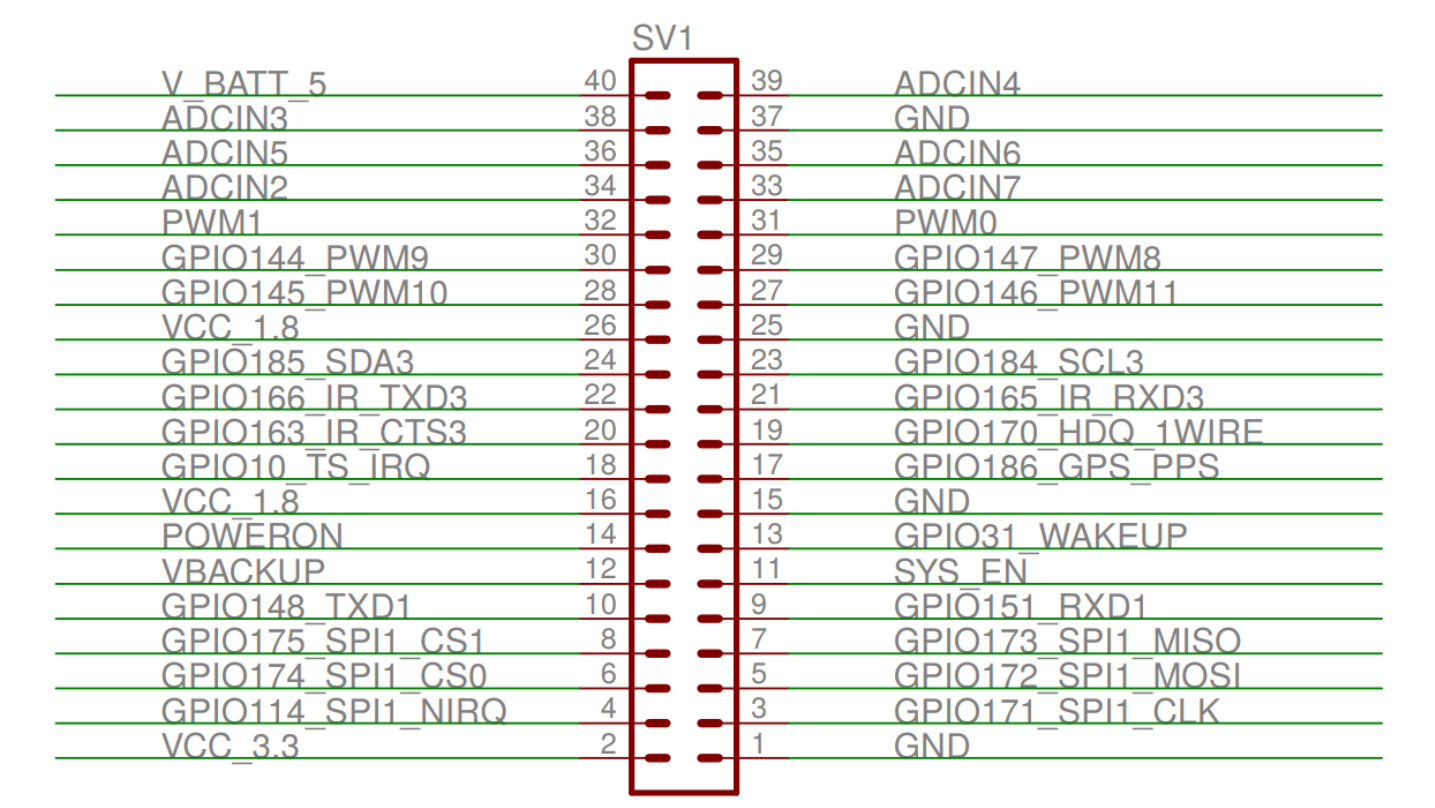 SV1
V_BATT_5 40 39 ADCIN4
ADCIN3 38 37 GND
ADCIN5 36 35 ADCIN6
ADCIN2 34 33 ADCIN7
PWM1 32 31 PWM0
GPIO144_PWM9 30 29 GPIO147_PWM8
GPIO145_PWM10 28 27 GPIO146_PWM11
VCC_1.8 26 25 GND
GPIO185_SDA3 24 23 GPIO184_SCL3
GPIO166_IR_TXD3 22 21 GPIO165_IR_RXD3
GPIO163_IR_CTS3 20 19 GPIO170_HDQ_1WIRE
GPIO10_TS_IRQ 18 17 GPIO186_GPS_PPS
VCC_1.8 16 15 GND
POWERON 14 13 GPIO31_WAKEUP
VBACKUP 12 11 SYS_EN
GPIO148_TXD1 10 9 GPIO151_RXD1
GPIO175_SPI1_CS1 8 7 GPIO173_SPI1_MISO
GPIO174_SPI1_CS0 6 5 GPIO172_SPI1_MOSI
GPIO114_SPI1_NIRQ 4 3 GPIO171_SPI1_CLK
VCC_3.3 2 1 GND